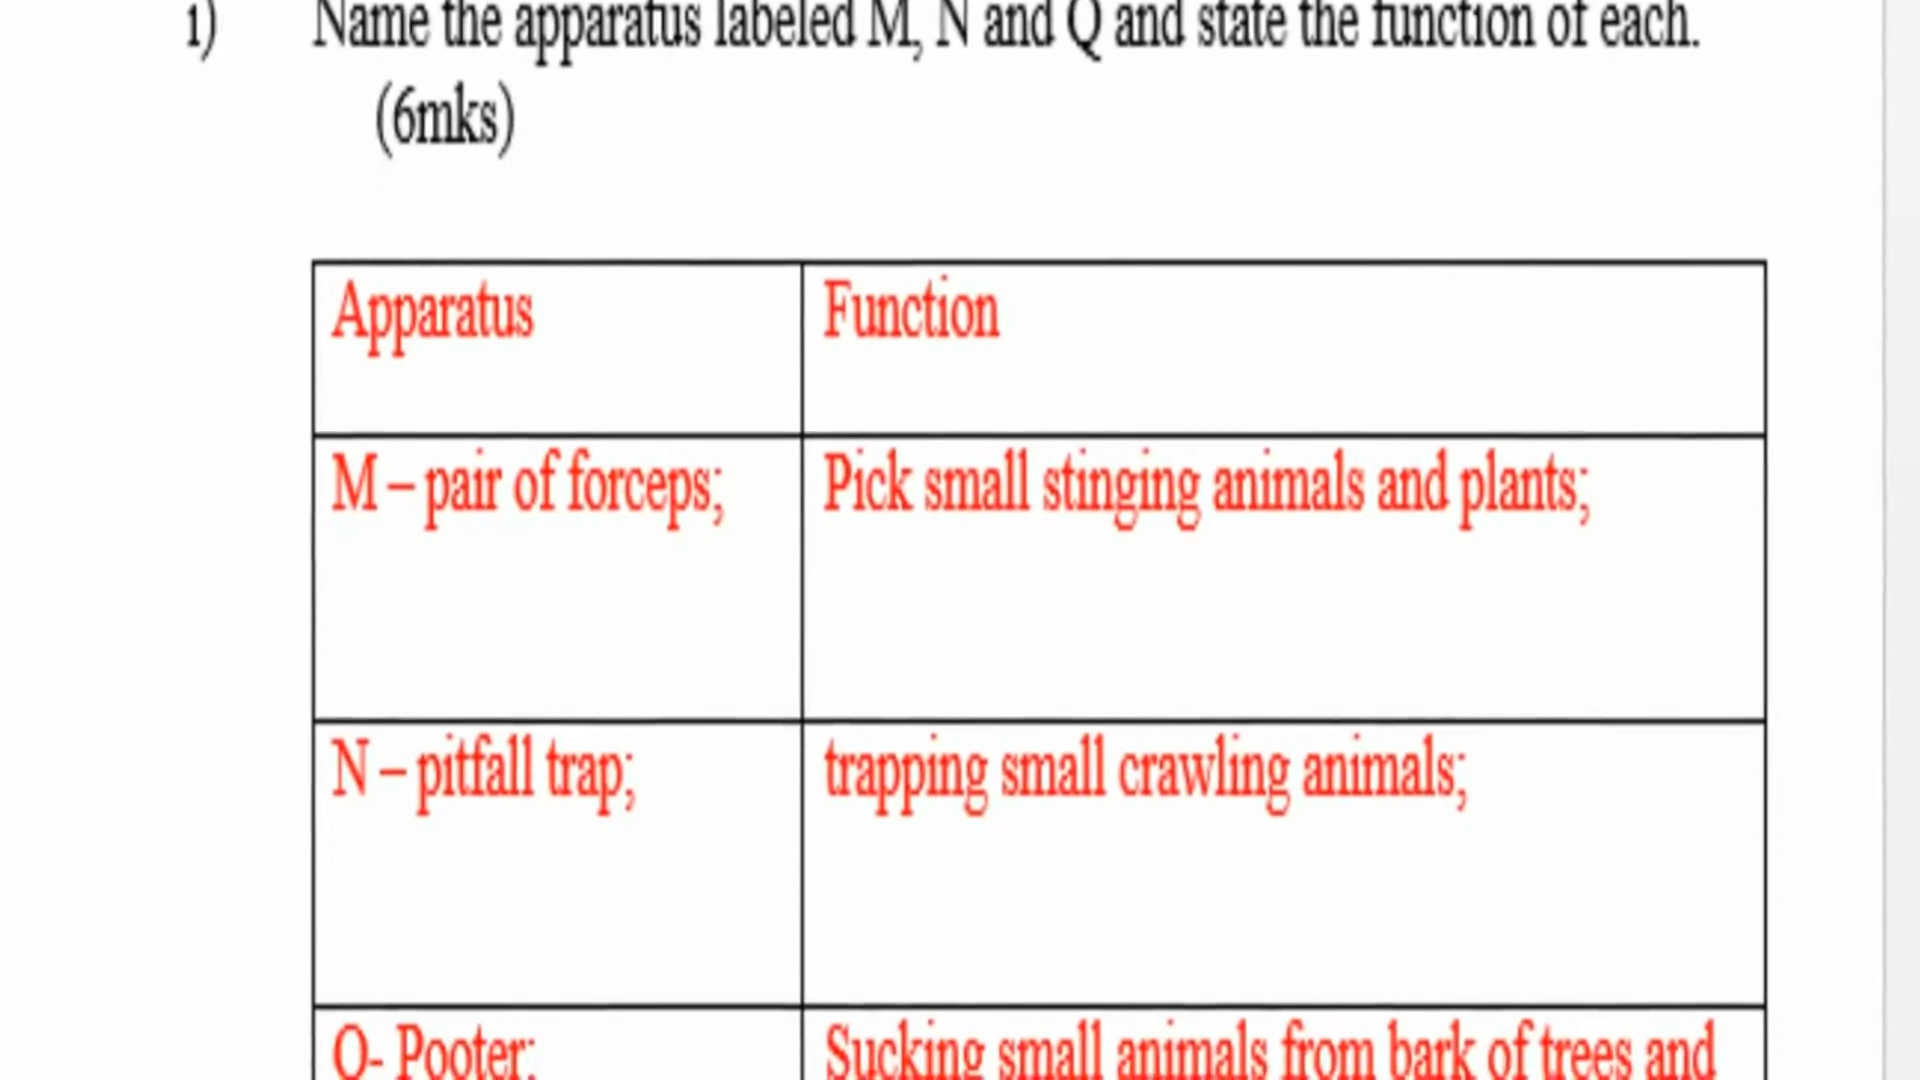 i) Name the apparatus labeled M, N and Q and state the function of each.
(6mks)
Apparatus Function
M – pair of forceps; Pick small stinging animals and plants;
N – pitfall trap; trapping small crawling animals;
Q- Pooter; Sucking small animals from bark of trees and